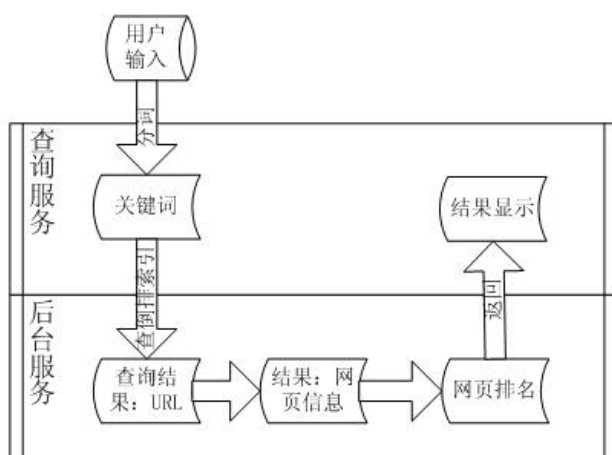 用户
输入
分词
查询服务
关键词
结果显示
查倒排索引
返回
后台服务
查询结
果：URL
结果：网
页信息
网页排名